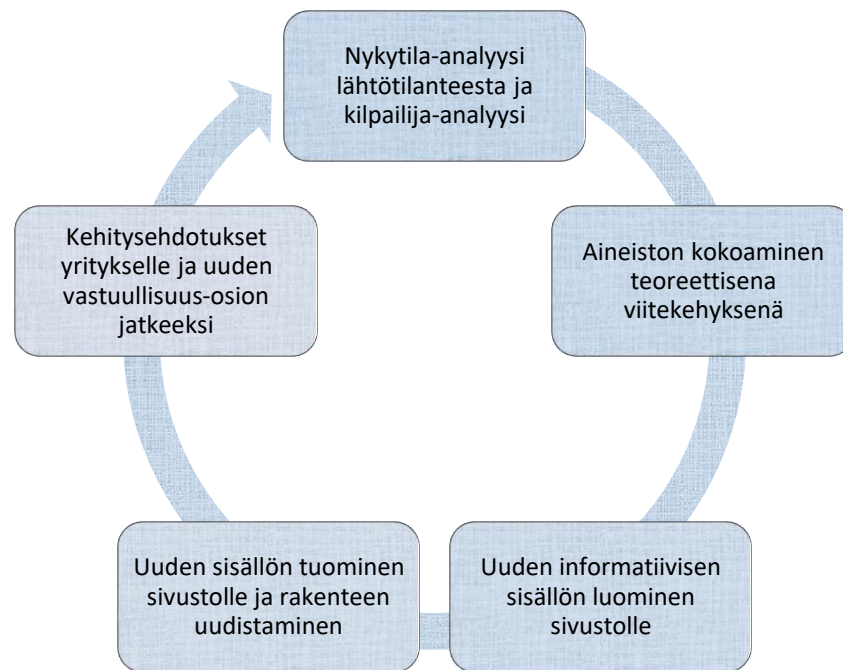 Nykytila-analyysi
lähtötilanteesta ja
kilpailija-analyysi
Aineiston kokoaminen
teoreettisena
viitekehyksenä
Uuden informatiivisen
sisällön luominen
sivustolle
Uuden sisällön tuominen
sivustolle ja rakenteen
uudistaminen
Kehitysehdotukset
yritykselle ja uuden
vastuullisuus-osion
jatkeeksi